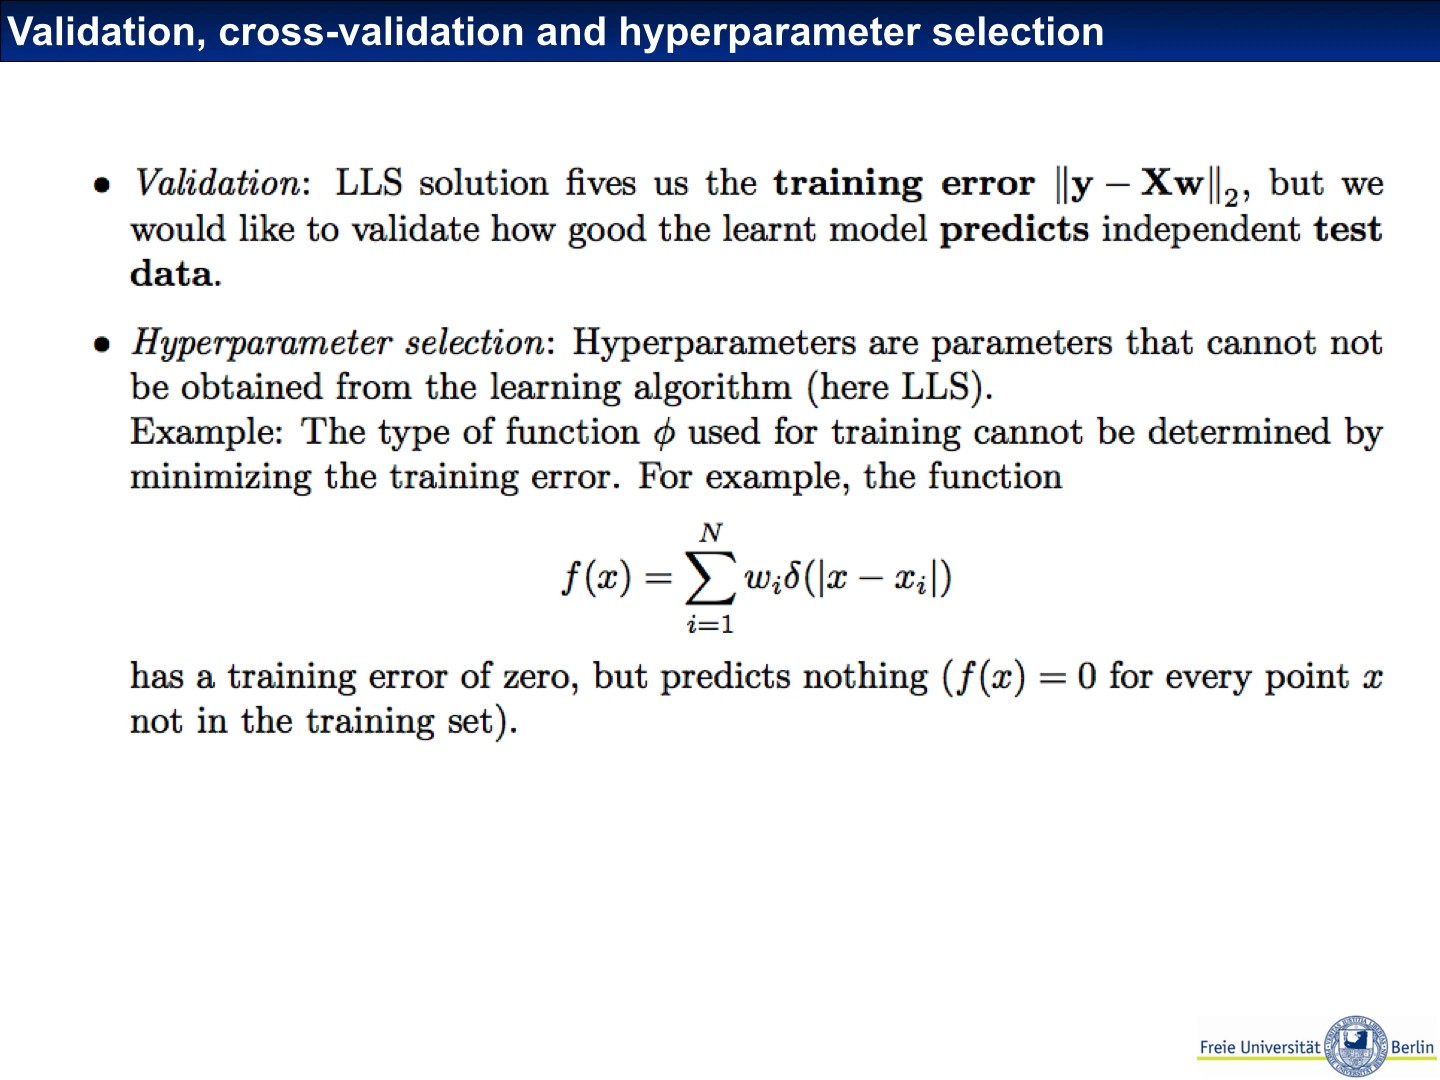 Validation, cross-validation and hyperparameter selection
• Validation: LLS solution fives us the training error ‖y − Xw‖₂, but we
would like to validate how good the learnt model predicts independent test
data.
• Hyperparameter selection: Hyperparameters are parameters that cannot not
be obtained from the learning algorithm (here LLS).
Example: The type of function ϕ used for training cannot be determined by
minimizing the training error. For example, the function
f(x) = ∑_{i=1}^{N} w_i δ(|x − x_i|)
has a training error of zero, but predicts nothing (f(x) = 0 for every point x
not in the training set).
Freie Universität Berlin